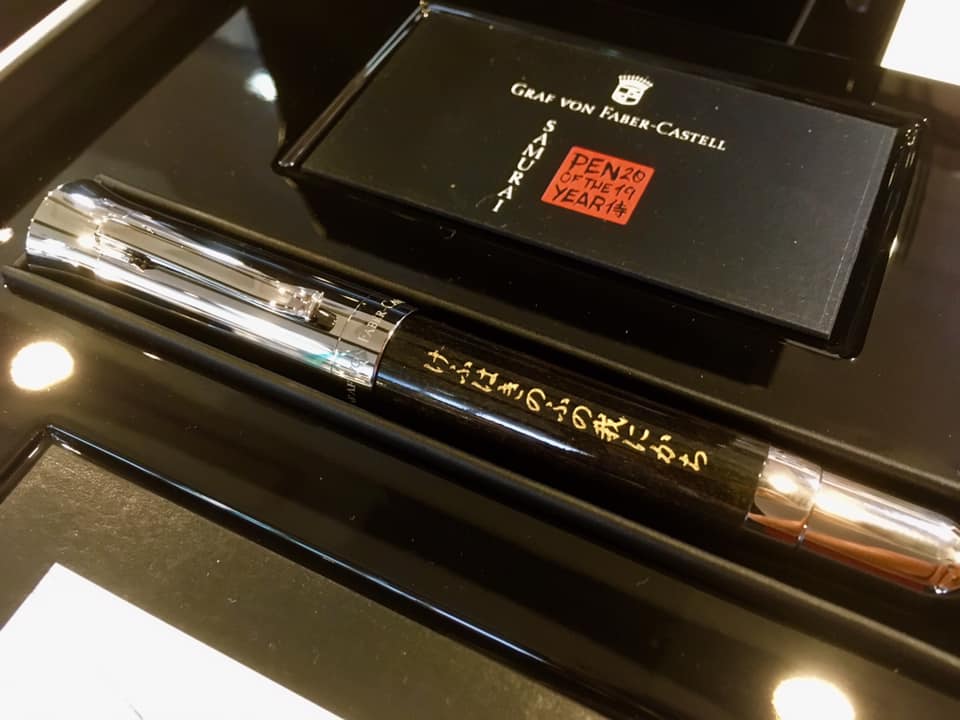 GRAF VON FABER-CASTELL
SAMURAI
PEN 20
OF THE 19
YEAR 侍
けふはきのふの我にかち